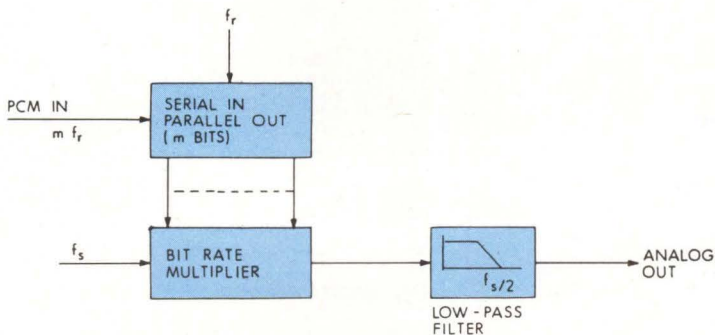 f_r
PCM IN
m f_r
SERIAL IN
PARALLEL OUT
( m BITS)
f_s
BIT RATE
MULTIPLIER
f_s/2
ANALOG
OUT
LOW - PASS
FILTER